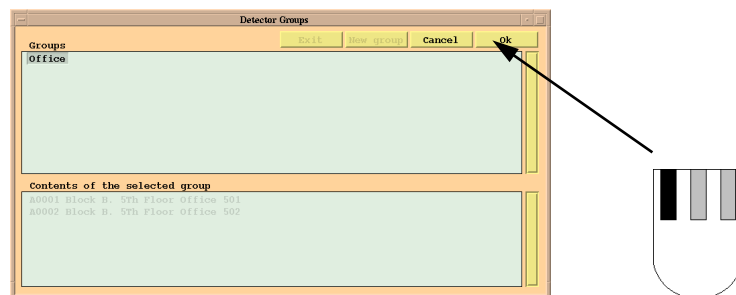 Detector Groups
Groups
Exit New group Cancel Ok
Office
Contents of the selected group
A0001 Block B. 5Th Floor Office 501
A0002 Block B. 5Th Floor Office 502